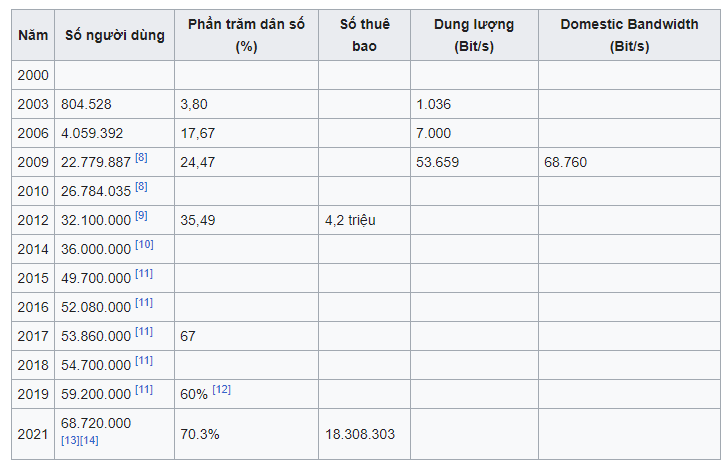 Năm Số người dùng Phần trăm dân số (%) Số thuê bao Dung lượng (Bit/s) Domestic Bandwidth (Bit/s)
2000
2003 804.528 3,80 1.036
2006 4.059.392 17,67 7.000
2009 22.779.887 [8] 24,47 53.659 68.760
2010 26.784.035 [8]
2012 32.100.000 [9] 35,49 4,2 triệu
2014 36.000.000 [10]
2015 49.700.000 [11]
2016 52.080.000 [11]
2017 53.860.000 [11] 67
2018 54.700.000 [11]
2019 59.200.000 [11] 60% [12]
2021 68.720.000 [13][14] 70.3% 18.308.303